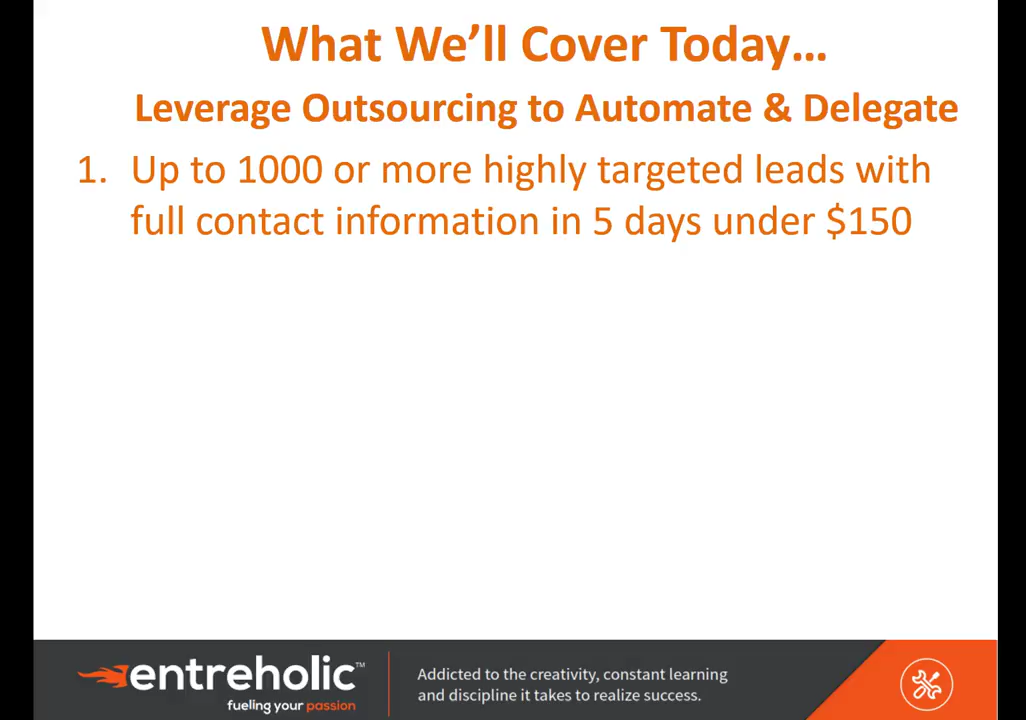 What We’ll Cover Today…
Leverage Outsourcing to Automate & Delegate
1. Up to 1000 or more highly targeted leads with
full contact information in 5 days under $150
entreholic™
fueling your passion
Addicted to the creativity, constant learning
and discipline it takes to realize success.